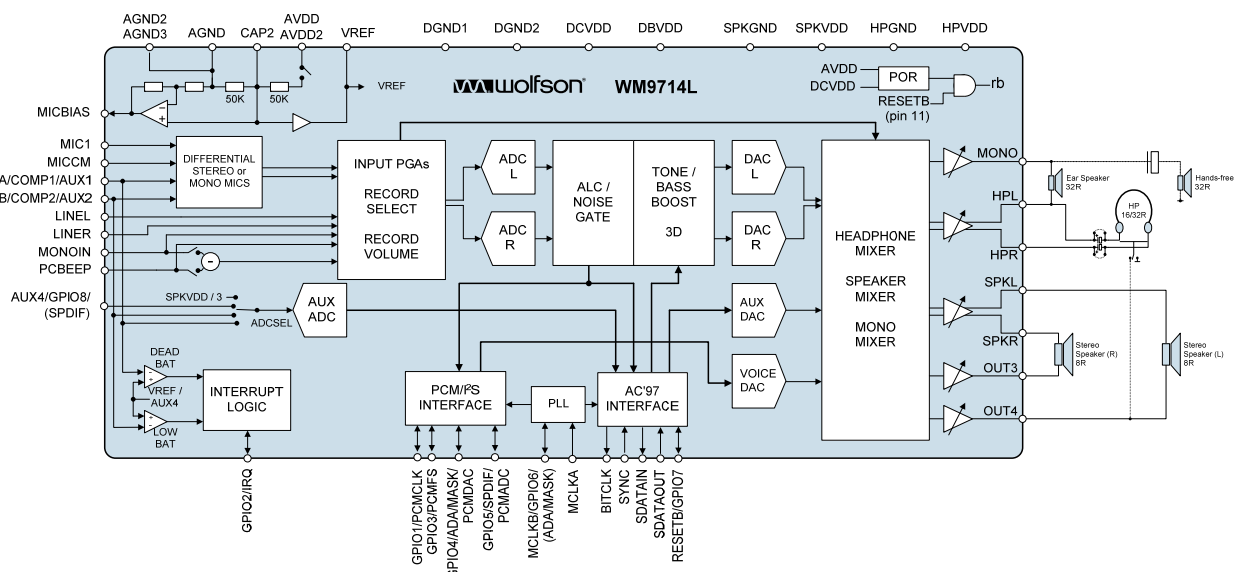 AGND2
AGND3
AGND
CAP2
AVDD
AVDD2
VREF
DGND1
DGND2
DCVDD
DBVDD
SPKGND
SPKVDD
HPGND
HPVDD
50K
50K
VREF
wolfson
WM9714L
AVDD
DCVDD
POR
RESETB
(pin 11)
rb
MICBIAS
MIC1
MICCM
A/COMP1/AUX1
B/COMP2/AUX2
LINEL
LINER
MONOIN
PCBEEP
AUX4/GPIO8/
(SPDIF)
DIFFERENTIAL
STEREO or
MONO MICS
INPUT PGAs
RECORD
SELECT
RECORD
VOLUME
ADC
L
ADC
R
ALC /
NOISE
GATE
TONE /
BASS
BOOST
3D
DAC
L
DAC
R
HEADPHONE
MIXER
SPEAKER
MIXER
MONO
MIXER
MONO
HPL
HPR
SPKL
SPKR
OUT3
OUT4
Ear Speaker
32R
Hands-free
32R
HP
16/32R
Stereo
Speaker (R)
8R
Stereo
Speaker (L)
8R
SPKVDD / 3
ADCSEL
AUX
ADC
AUX
DAC
VOICE
DAC
DEAD
BAT
VREF /
AUX4
LOW
BAT
INTERRUPT
LOGIC
PCM/I²S
INTERFACE
PLL
AC'97
INTERFACE
GPIO2/IRQ
GPIO1/PCMCLK
GPIO3/PCMFS
GPIO4/ADA/MASK/
PCMDAC
GPIO5/SPDIF/
PCMADC
MCLKB/GPIO6/
(ADA/MASK)
MCLKA
BITCLK
SYNC
SDATAIN
SDATAOUT
RESETB/GPIO7